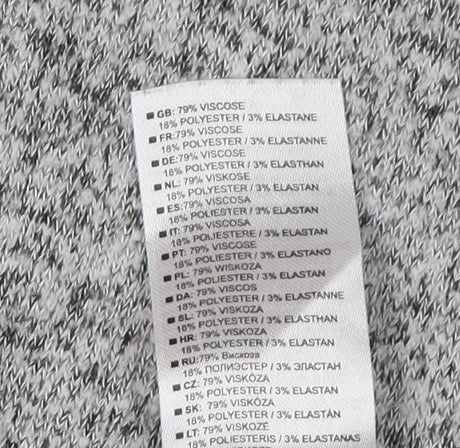 GB: 79% VISCOSE
18% POLYESTER / 3% ELASTANE
FR:79% VISCOSE
18% POLYESTER / 3% ELASTANNE
DE:79% VISCOSE
18% POLYESTER / 3% ELASTHAN
NL: 79% VISKOSE
18% POLYESTER / 3% ELASTAN
ES:79% VISCOSA
18% POLIESTER / 3% ELASTAN
IT: 79% VISCOSA
18% POLIESTERE / 3% ELASTAN
PT: 79% VISCOSE
18% POLIESTER / 3% ELASTANO
PL: 79% WISKOZA
18% POLIESTER / 3% ELASTAN
DA: 79% VISCOS
18% POLYESTER / 3% ELASTANNE
SL: 79% VISKOZA
18% POLYESTER / 3% ELASTHAN
HR: 79% VISKOZA
18% POLYESTER / 3% ELASTAN
RU:79% Вискоза
18% ПОЛИЭСТЕР / 3% ЭЛАСТАН
CZ: 79% VISKÓZA
18% POLYESTER / 3% ELASTAN
SK: 79% VISKÓZA
18% POLYESTER / 3% ELASTÁN
LT: 79% VISKOZĖ
18% POLIESTERIS / 3% ELASTANAS